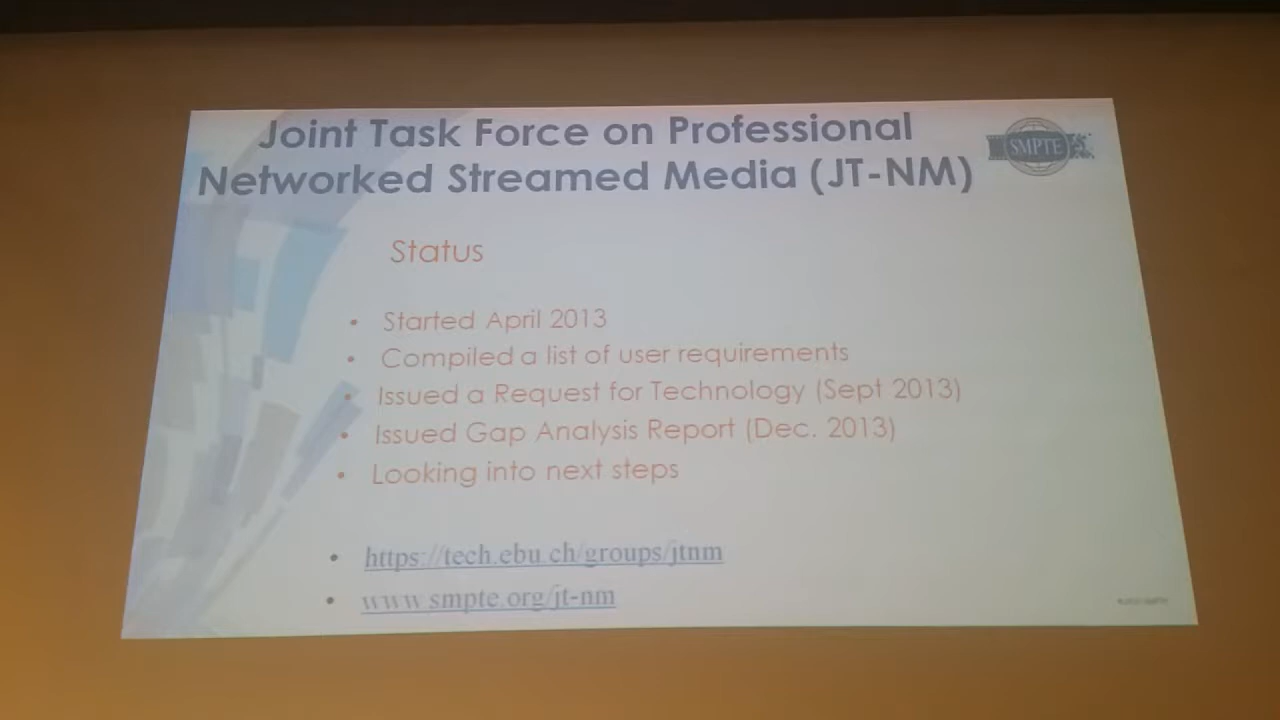 Joint Task Force on Professional
Networked Streamed Media (JT-NM)
SMPTE
Status
• Started April 2013
• Compiled a list of user requirements
• Issued a Request for Technology (Sept 2013)
• Issued Gap Analysis Report (Dec. 2013)
• Looking into next steps
• https://tech.ebu.ch/groups/jtnm
• www.smpte.org/jt-nm